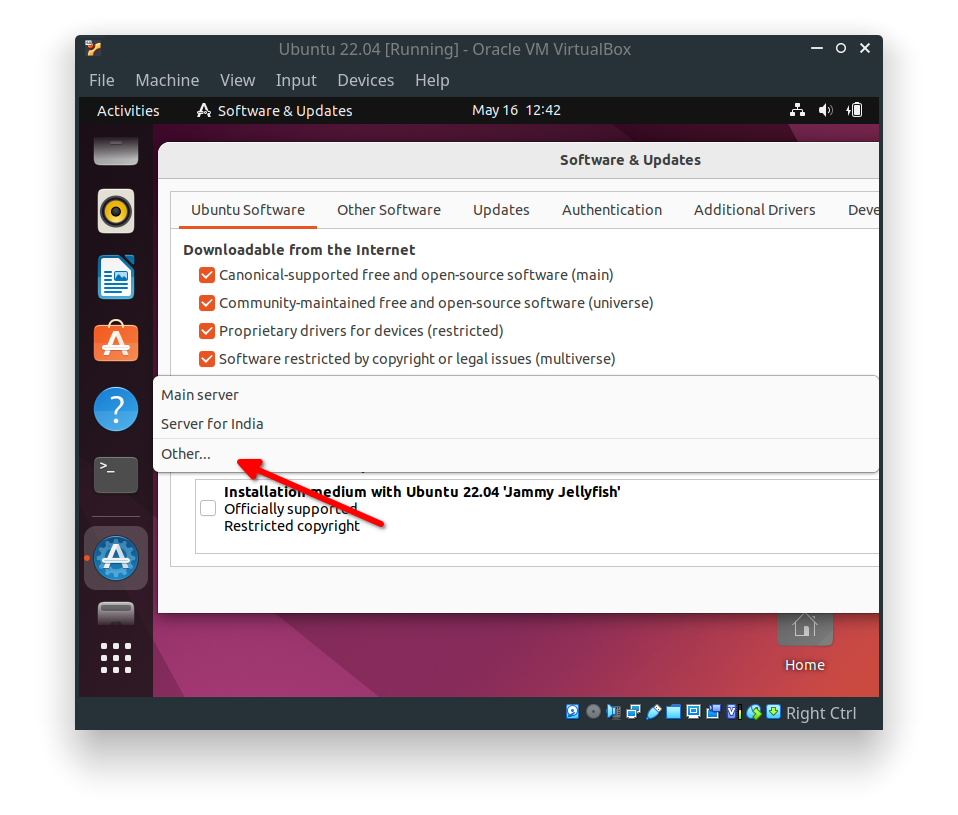 Ubuntu 22.04 [Running] - Oracle VM VirtualBox
File Machine View Input Devices Help
Activities Software & Updates May 16 12:42
Software & Updates
Ubuntu Software Other Software Updates Authentication Additional Drivers Deve
Downloadable from the Internet
Canonical-supported free and open-source software (main)
Community-maintained free and open-source software (universe)
Proprietary drivers for devices (restricted)
Software restricted by copyright or legal issues (multiverse)
Main server
Server for India
Other...
Installation medium with Ubuntu 22.04 'Jammy Jellyfish'
Officially supported
Restricted copyright
Home
Right Ctrl